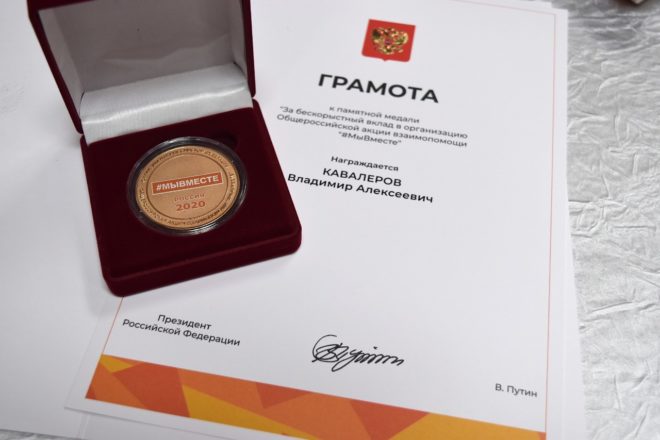 ГРАМОТА
к памятной медали
"За бескорыстный вклад в организацию
Общероссийской акции взаимопомощи
"#МыВместе"
Награждается
КАВАЛЕРОВ
Владимир Алексеевич
#МЫВМЕСТЕ
РОССИЯ
2020
Президент
Российской Федерации
В. Путин